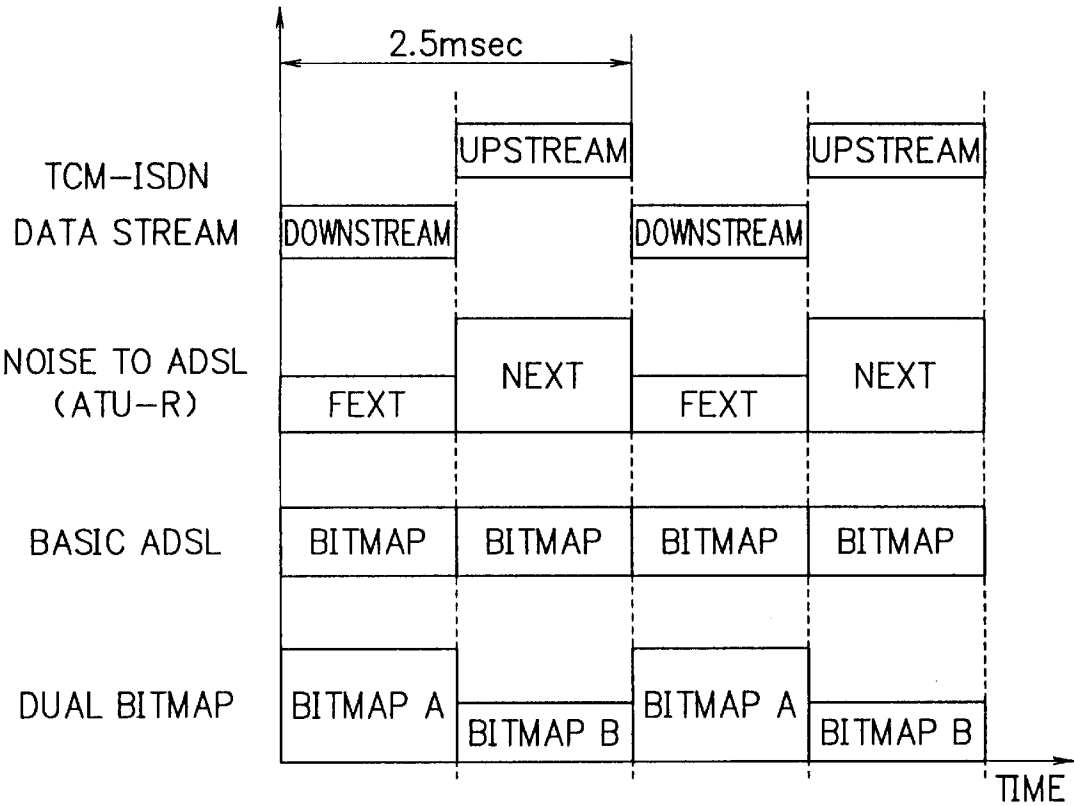 2.5msec
UPSTREAM UPSTREAM
TCM-ISDN
DATA STREAM DOWNSTREAM DOWNSTREAM
NOISE TO ADSL
(ATU-R)
NEXT NEXT
FEXT FEXT
BASIC ADSL BITMAP BITMAP BITMAP BITMAP
DUAL BITMAP BITMAP A BITMAP B BITMAP A BITMAP B
TIME